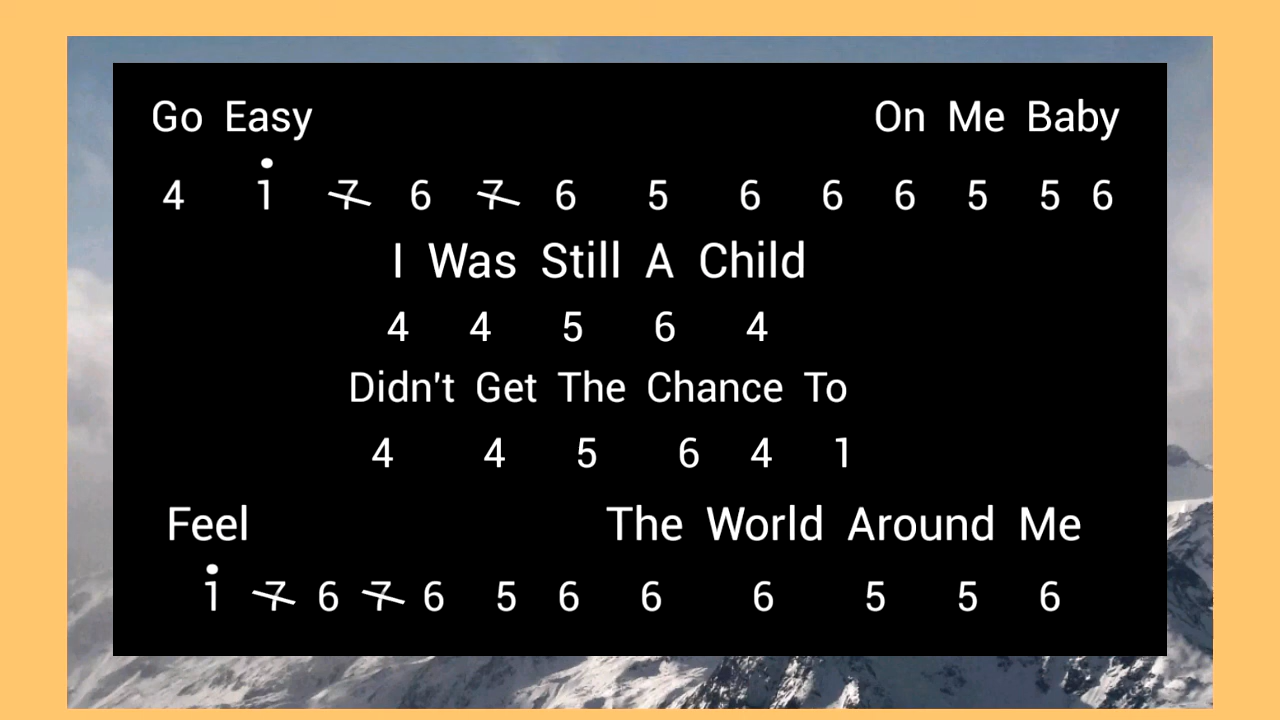 Go Easy On Me Baby
4 1̇ 7̶ 6 7̶ 6 5 6 6 6 5 5 6
I Was Still A Child
4 4 5 6 4
Didn't Get The Chance To
4 4 5 6 4 1
Feel The World Around Me
1̇ 7̶ 6 7̶ 6 5 6 6 6 5 5 6